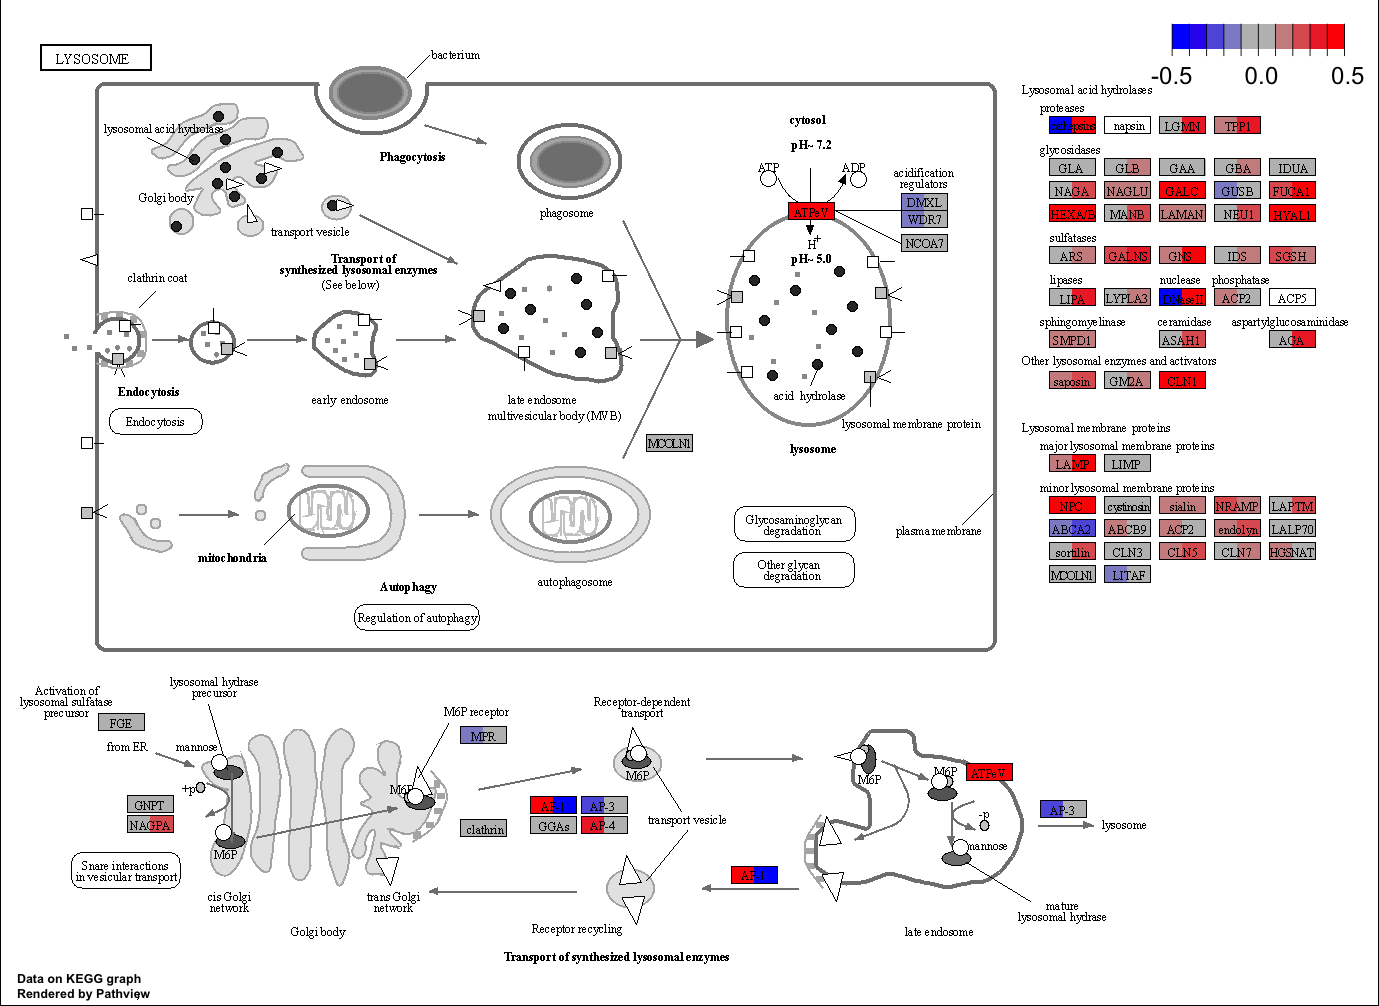 LYSOSOME
bacterium
-0.5 0.0 0.5
lysosomal acid hydrolase
Golgi body
Phagocytosis
phagosome
transport vesicle
Transport of
synthesized lysosomal enzymes
(See below)
clathrin coat
Endocytosis
Endocytosis
early endosome
late endosome
multivesicular body (MVB)
cytosol
pH~ 7.2
ATP
ADP
ATPeV
H+
pH~ 5.0
acidification
regulators
DMXL
WDR7
NCOA7
acid hydrolase
lysosomal membrane protein
lysosome
MCOLN1
mitochondria
Autophagy
Regulation of autophagy
autophagosome
Glycosaminoglycan
degradation
Other glycan
degradation
plasma membrane
Lysosomal acid hydrolases
proteases
cathepsins napsin LGMN TPP1
glycosidases
GLA GLB GAA GBA IDUA
NAGA NAGLU GALC GUSB FUCA1
HEXA/B MANB LAMAN NEU1 HYAL1
sulfatases
ARS GALNS GNS IDS SGSH
lipases nuclease phosphatase
LIPA LYPLA3 DNaseII ACP2 ACP5
sphingomyelinase ceramidase aspartylglucosaminidase
SMPD1 ASAH1 AGA
Other lysosomal enzymes and activators
saposin GM2A CLN1
Lysosomal membrane proteins
major lysosomal membrane proteins
LAMP LIMP
minor lysosomal membrane proteins
NPC cystinosin sialin NRAMP LAPTM
ABCA2 ABCB9 ACP2 endolyn LALP70
sortilin CLN3 CLN5 CLN7 HGSNAT
MCOLN1 LITAF
Activation of
lysosomal sulfatase
precursor
FGE
from ER
lysosomal hydrase
precursor
mannose
+p
GNPT
NAGPA
M6P
Snare interactions
in vesicular transport
cis Golgi
network
Golgi body
trans Golgi
network
M6P receptor
MPR
M6P
clathrin
AP-1 AP-3
GGAs AP-4
Receptor-dependent
transport
M6P
transport vesicle
Receptor recycling
AP-1
M6P
M6P
ATPeV
-p
mannose
AP-3
lysosome
mature
lysosomal hydrase
late endosome
Transport of synthesized lysosomal enzymes
Data on KEGG graph
Rendered by Pathview